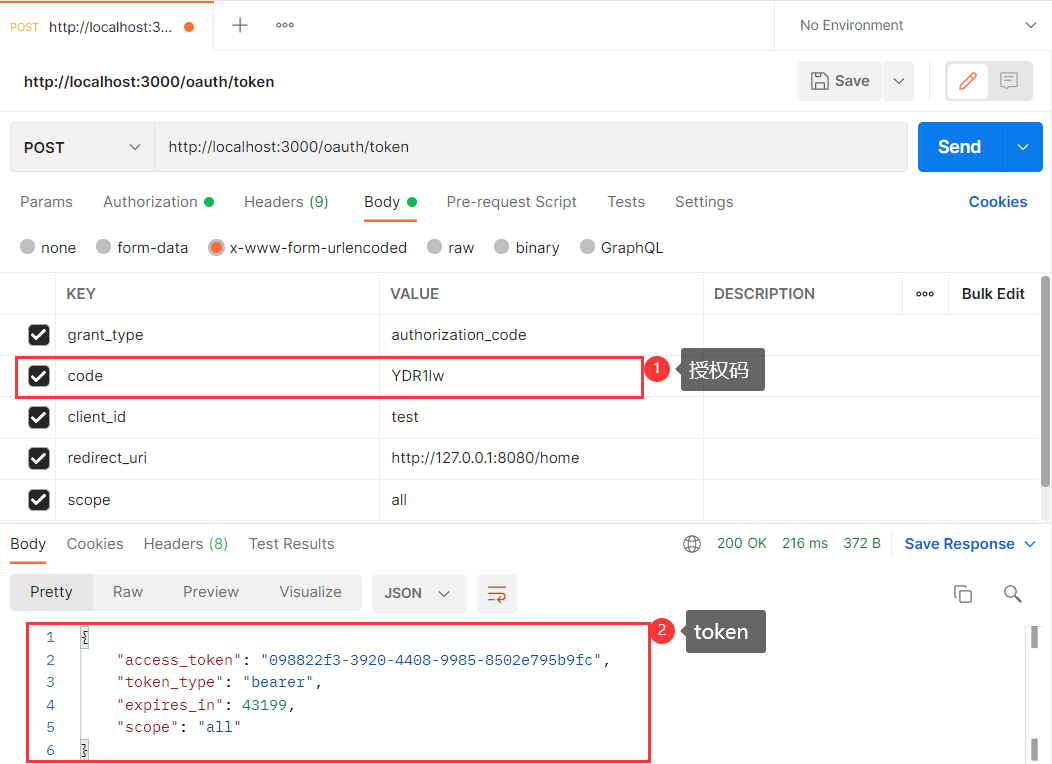 POST http://localhost:3... No Environment
http://localhost:3000/oauth/token Save
POST http://localhost:3000/oauth/token Send
Params Authorization Headers (9) Body Pre-request Script Tests Settings Cookies
none form-data x-www-form-urlencoded raw binary GraphQL
KEY VALUE DESCRIPTION Bulk Edit
grant_type authorization_code
code YDR1lw 1 授权码
client_id test
redirect_uri http://127.0.0.1:8080/home
scope all
Body Cookies Headers (8) Test Results 200 OK 216 ms 372 B Save Response
Pretty Raw Preview Visualize JSON
1 { 2 token
2 "access_token": "098822f3-3920-4408-9985-8502e795b9fc",
3 "token_type": "bearer",
4 "expires_in": 43199,
5 "scope": "all"
6 }